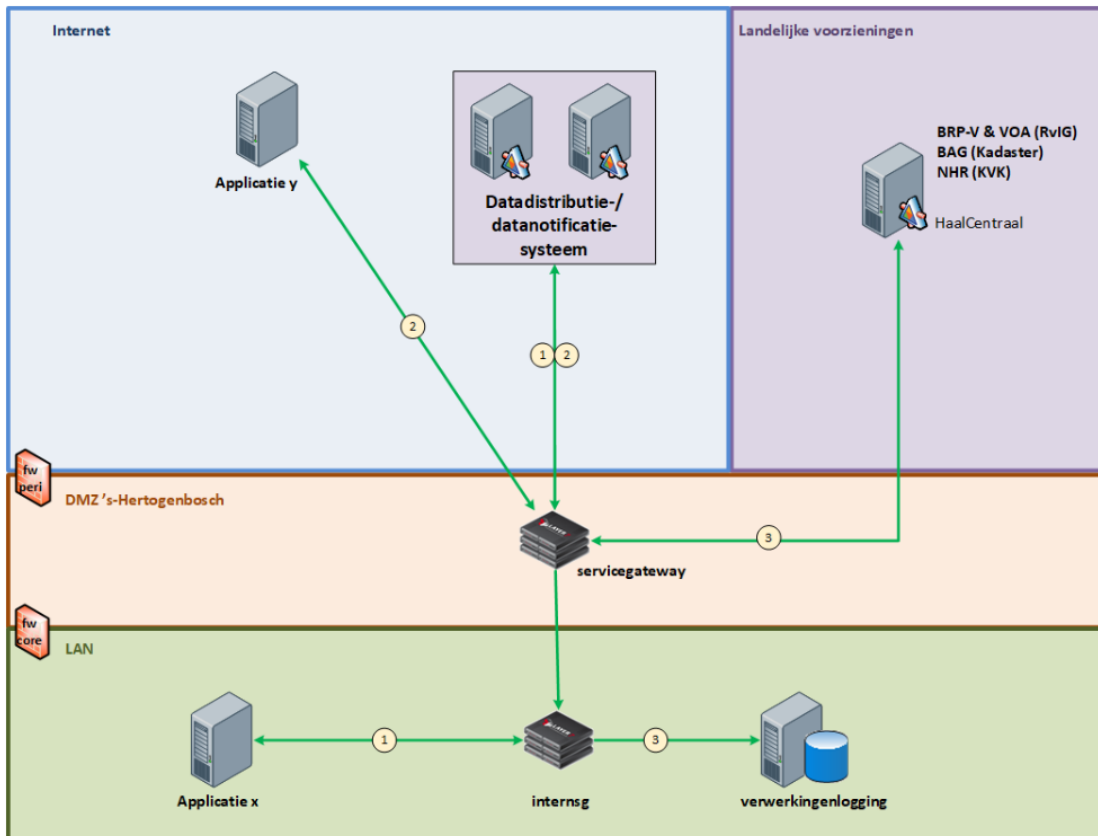 Internet
Landelijke voorzieningen
Applicatie y
Datadistributie-/
datanotificatie-
systeem
BRP-V & VOA (RvIG)
BAG (Kadaster)
NHR (KVK)
HaalCentraal
2
1
2
fw
peri
DMZ 's-Hertogenbosch
3
servicegateway
fw
core
LAN
1
3
Applicatie x
internsg
verwerkingenlogging